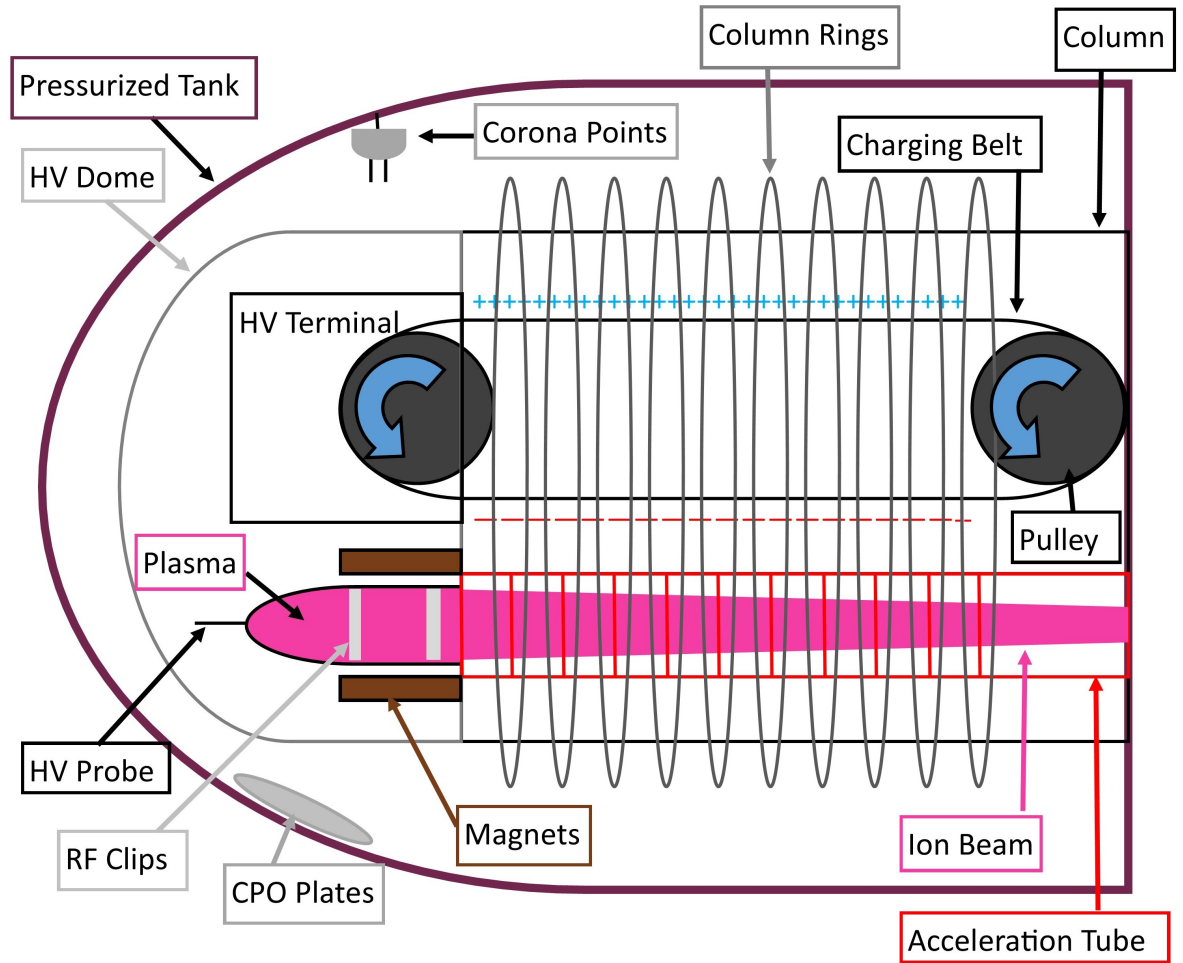 Column Rings
Column
Pressurized Tank
Corona Points
Charging Belt
HV Dome
HV Terminal
Pulley
Plasma
HV Probe
Magnets
Ion Beam
RF Clips
CPO Plates
Acceleration Tube